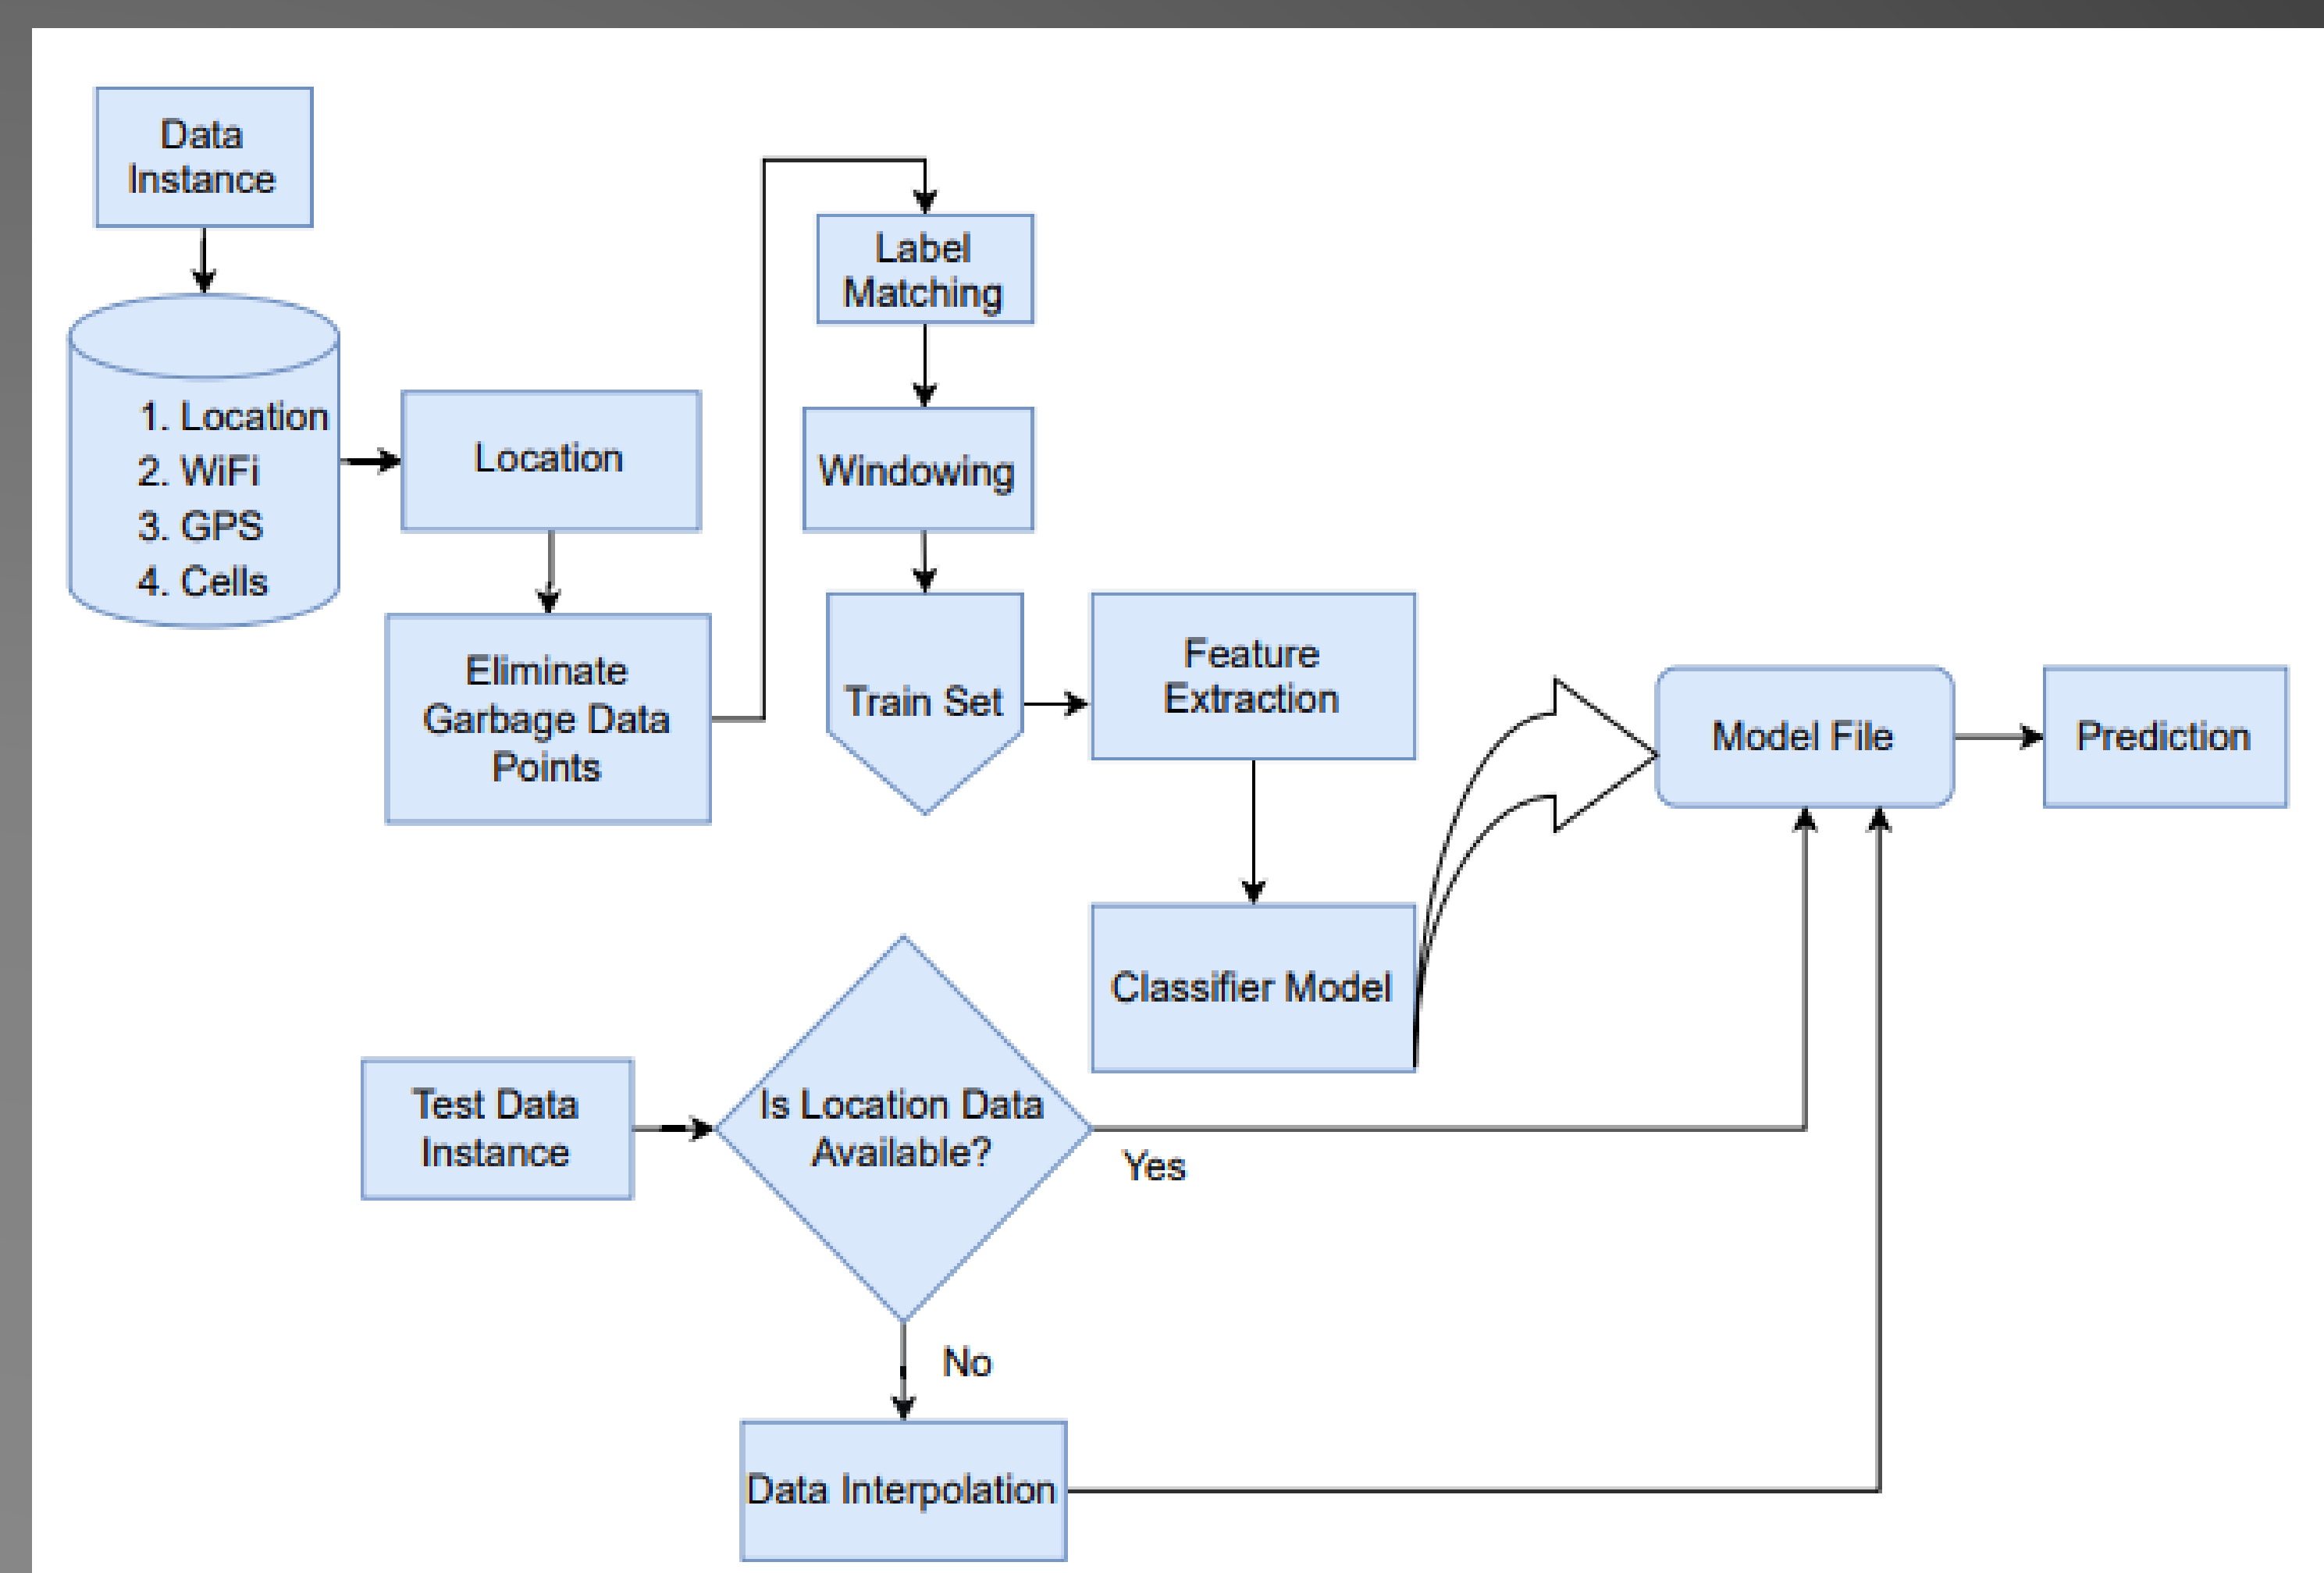 Data
Instance
1. Location
2. WiFi
3. GPS
4. Cells
Location
Eliminate
Garbage Data
Points
Label
Matching
Windowing
Train Set
Feature
Extraction
Classifier Model
Model File
Prediction
Test Data
Instance
Is Location Data
Available?
Yes
No
Data Interpolation